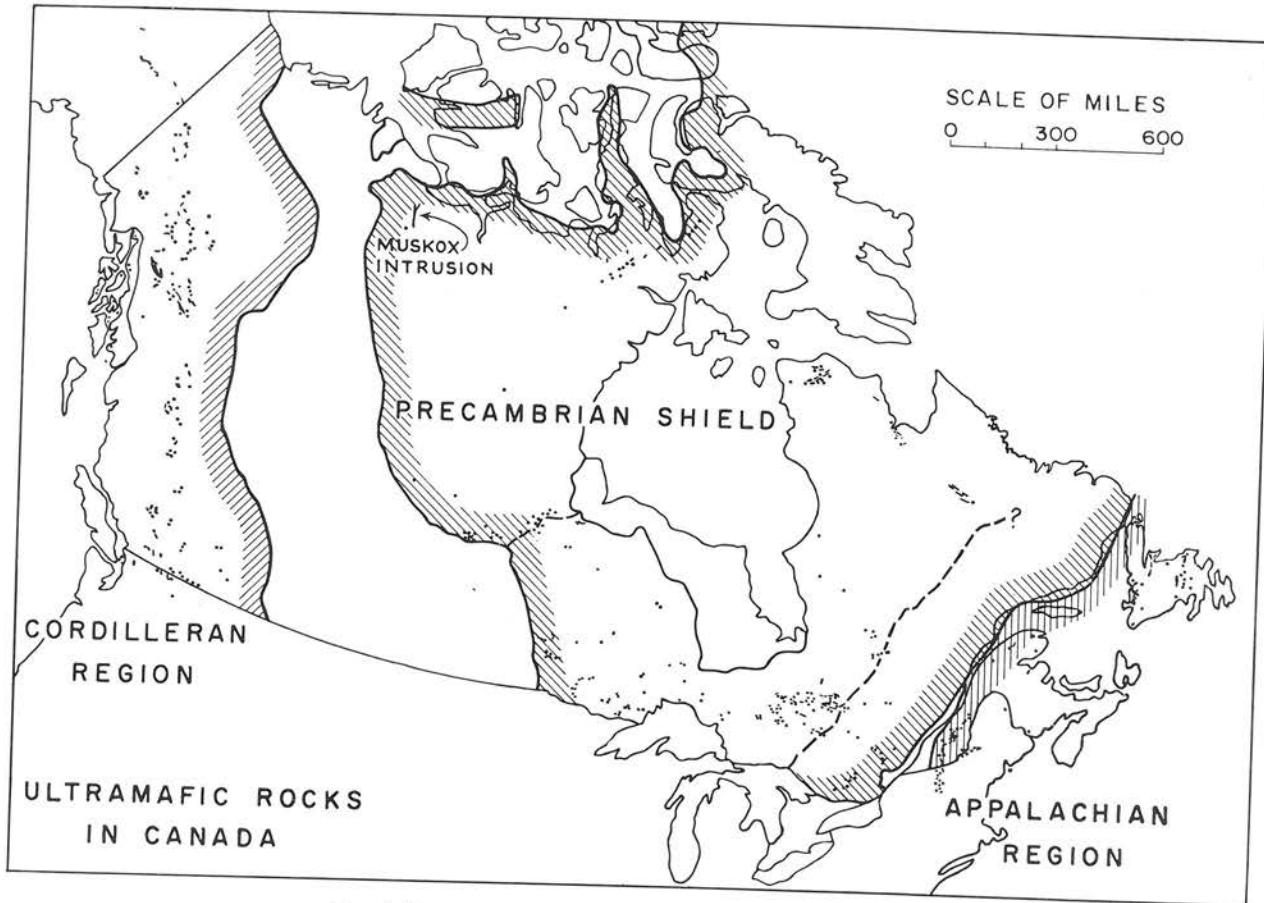 SCALE OF MILES
0 300 600
MUSKOX
INTRUSION
PRECAMBRIAN SHIELD
?
CORDILLERAN
REGION
ULTRAMAFIC ROCKS
IN CANADA
APPALACHIAN
REGION